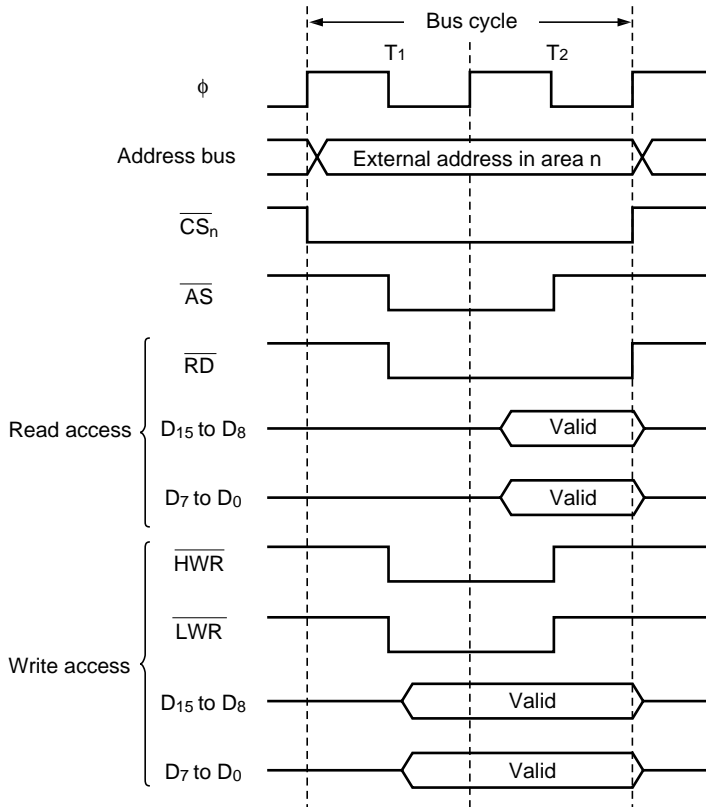 Bus cycle
T1 T2
ϕ
Address bus External address in area n
CSn
AS
RD
Read access
D15 to D8 Valid
D7 to D0 Valid
HWR
LWR
Write access
D15 to D8 Valid
D7 to D0 Valid